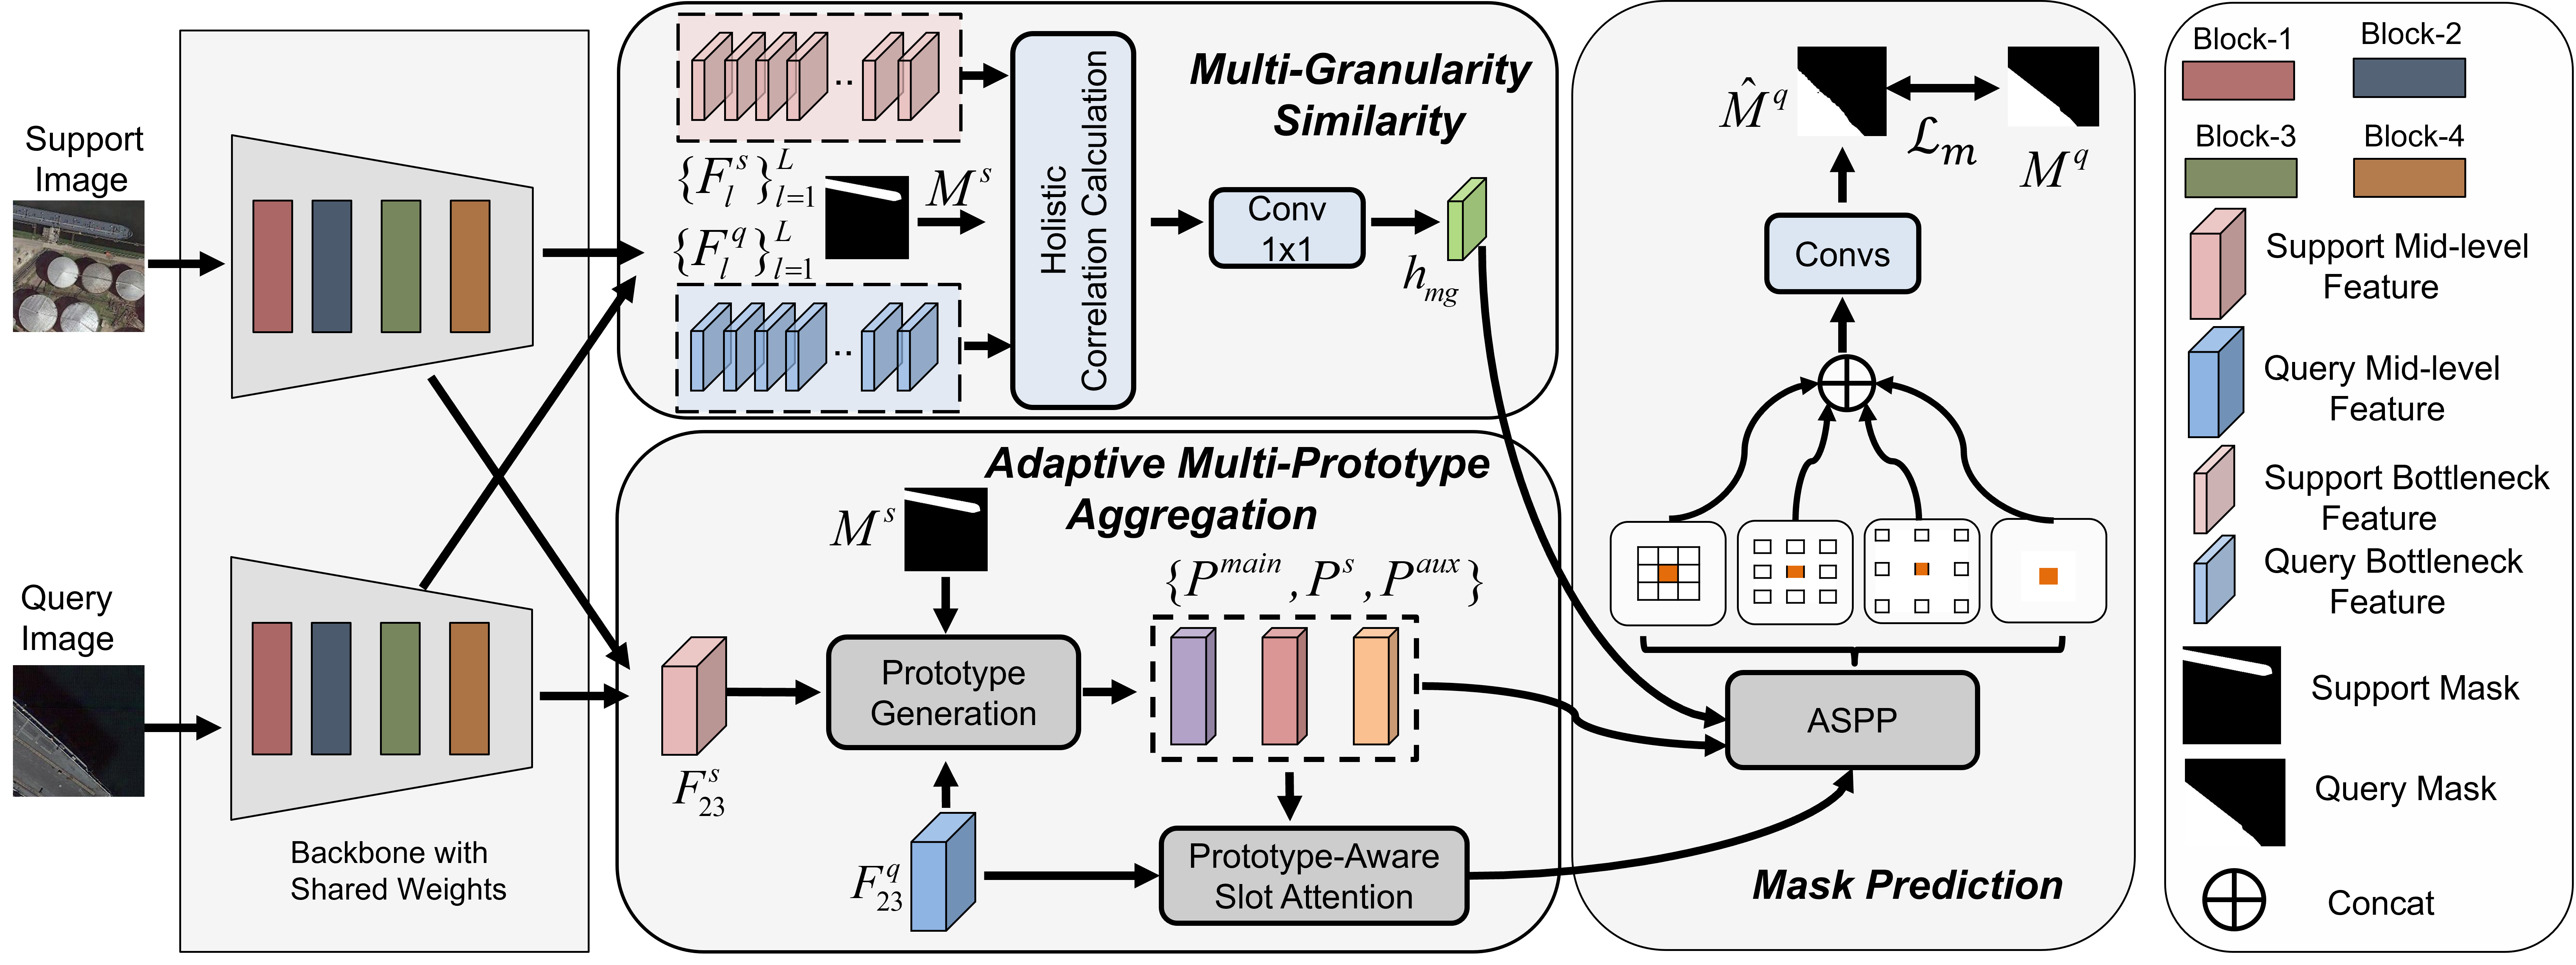 Support
Image
Query
Image
Backbone with
Shared Weights
Multi-Granularity
Similarity
{F_l^s}_{l=1}^L
M^s
{F_l^q}_{l=1}^L
Holistic
Correlation Calculation
Conv
1x1
h_{mg}
Adaptive Multi-Prototype
Aggregation
M^s
{P^{main}, P^s, P^{aux}}
Prototype
Generation
F_{23}^s
F_{23}^q
Prototype-Aware
Slot Attention
\hat{M}^q
ℒ_m
M^q
Convs
ASPP
Mask Prediction
Block-1
Block-2
Block-3
Block-4
Support Mid-level
Feature
Query Mid-level
Feature
Support Bottleneck
Feature
Query Bottleneck
Feature
Support Mask
Query Mask
Concat